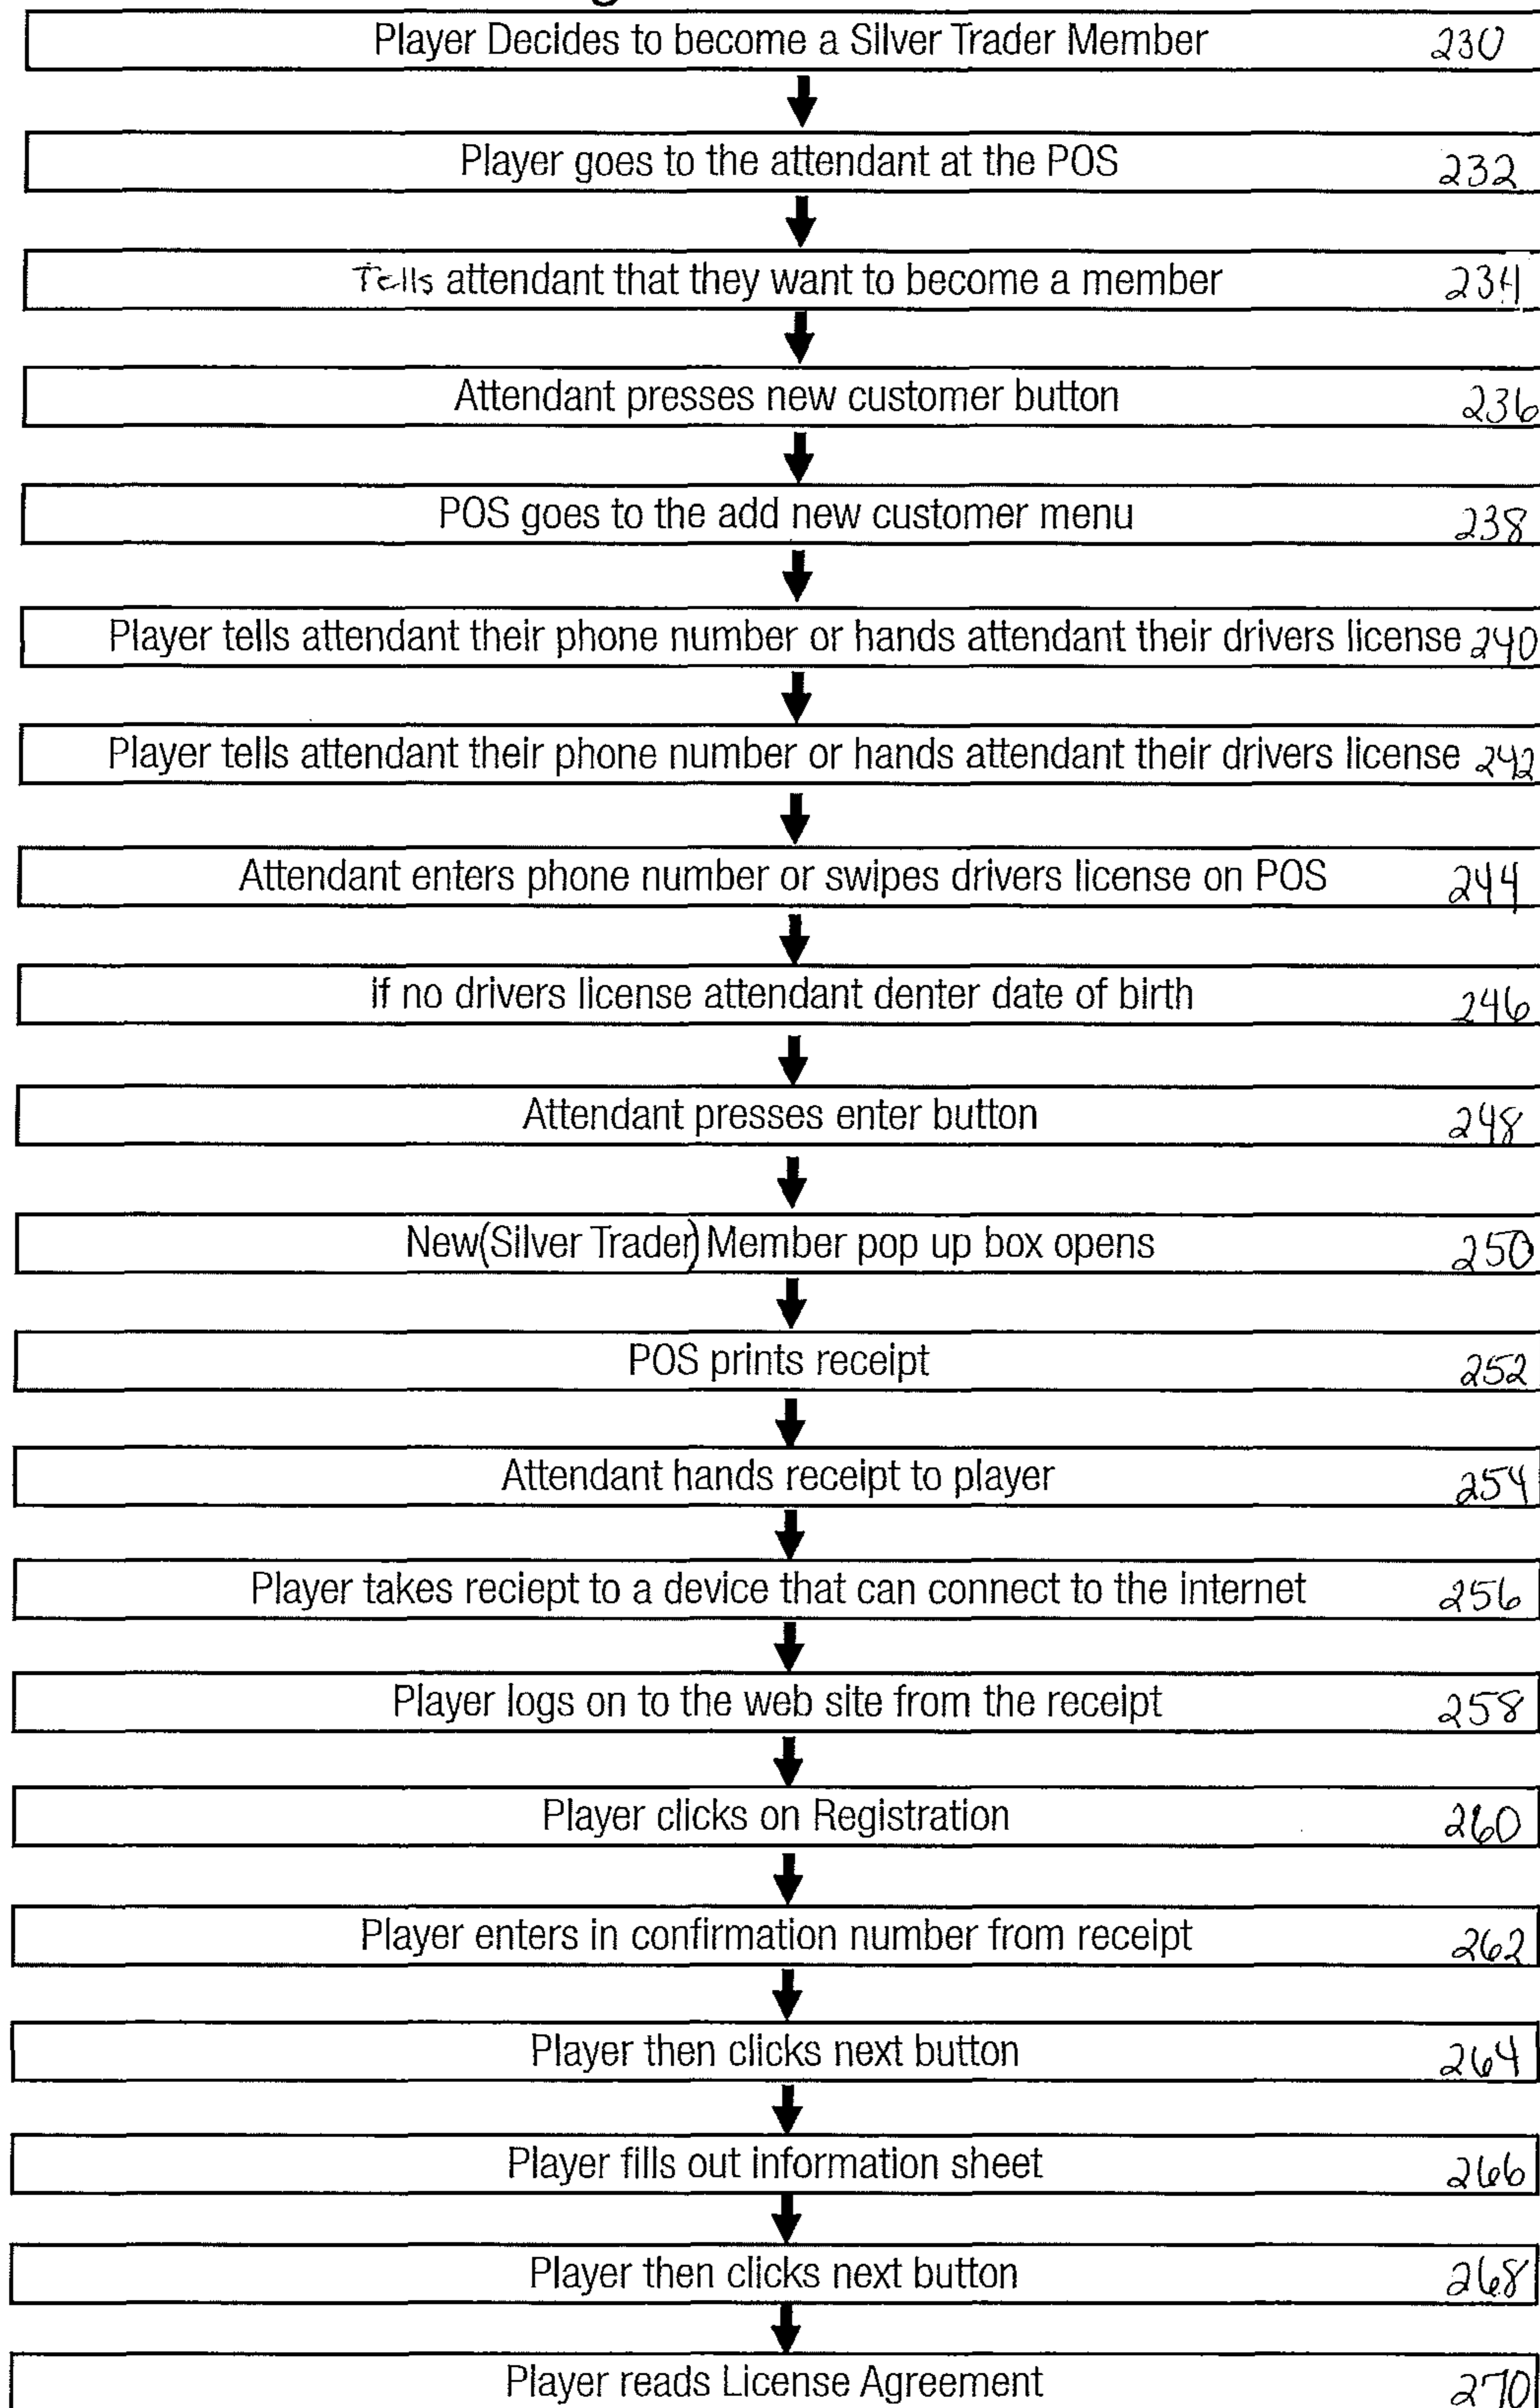 Player Decides to become a Silver Trader Member 230
Player goes to the attendant at the POS 232
Tells attendant that they want to become a member 234
Attendant presses new customer button 236
POS goes to the add new customer menu 238
Player tells attendant their phone number or hands attendant their drivers license 240
Player tells attendant their phone number or hands attendant their drivers license 242
Attendant enters phone number or swipes drivers license on POS 244
if no drivers license attendant denter date of birth 246
Attendant presses enter button 248
New(Silver Trader) Member pop up box opens 250
POS prints receipt 252
Attendant hands receipt to player 254
Player takes reciept to a device that can connect to the internet 256
Player logs on to the web site from the receipt 258
Player clicks on Registration 260
Player enters in confirmation number from receipt 262
Player then clicks next button 264
Player fills out information sheet 266
Player then clicks next button 268
Player reads License Agreement 270